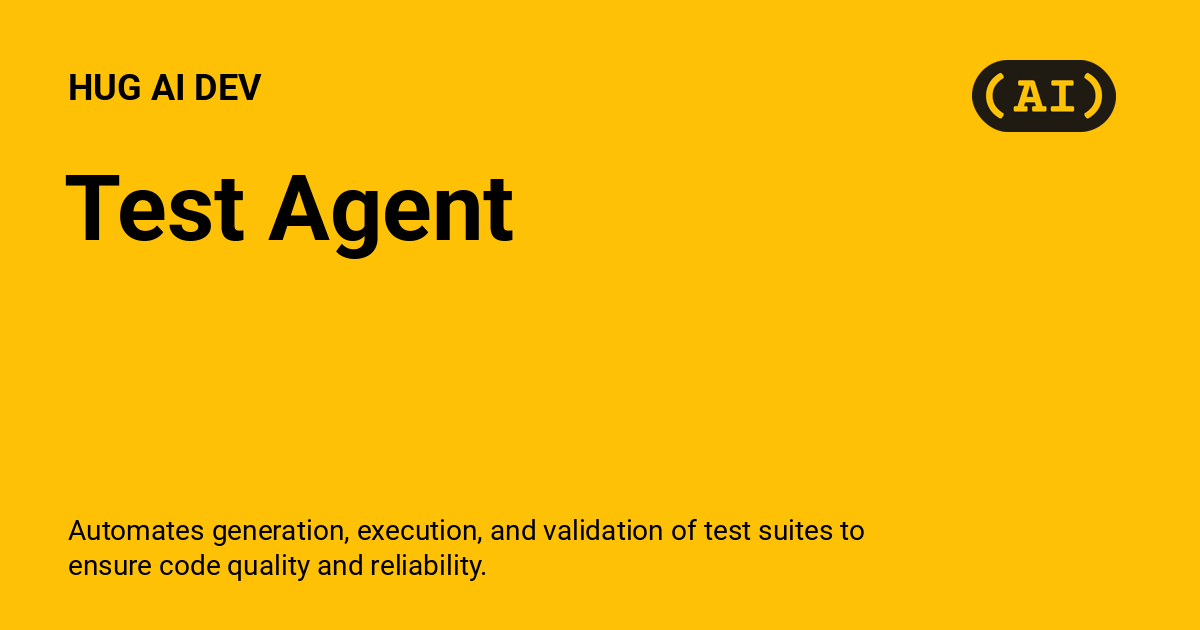 HUG AI DEV
(AI)
Test Agent
Automates generation, execution, and validation of test suites to
ensure code quality and reliability.